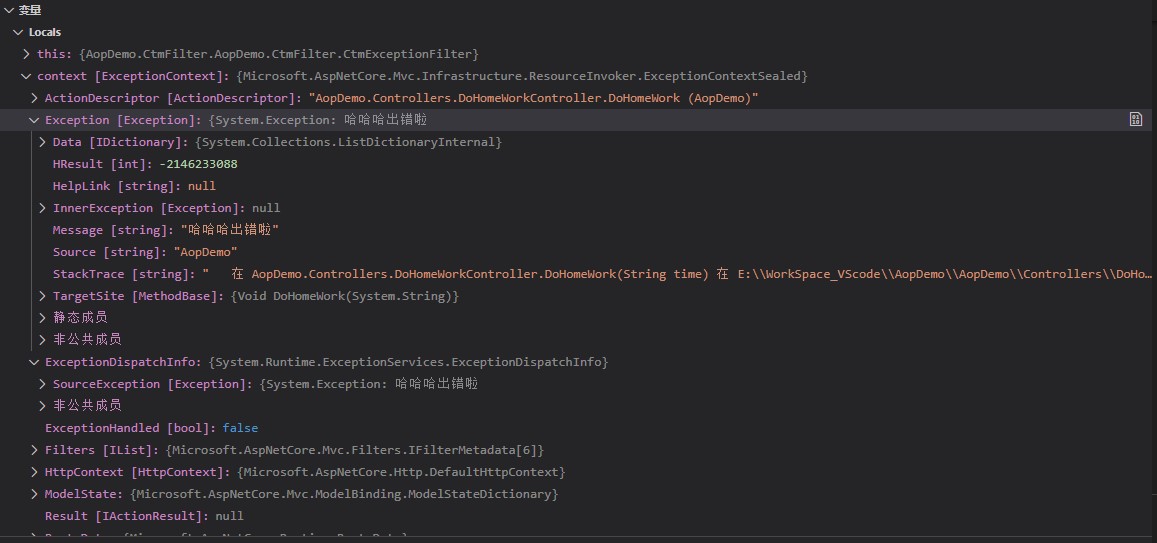 变量
Locals
this: {AopDemo.CtmFilter.AopDemo.CtmFilter.CtmExceptionFilter}
context [ExceptionContext]: {Microsoft.AspNetCore.Mvc.Infrastructure.ResourceInvoker.ExceptionContextSealed}
ActionDescriptor [ActionDescriptor]: "AopDemo.Controllers.DoHomeWorkController.DoHomeWork (AopDemo)"
Exception [Exception]: {System.Exception: 哈哈哈出错啦
Data [IDictionary]: {System.Collections.ListDictionaryInternal}
HResult [int]: -2146233088
HelpLink [string]: null
InnerException [Exception]: null
Message [string]: "哈哈哈出错啦"
Source [string]: "AopDemo"
StackTrace [string]: "   在 AopDemo.Controllers.DoHomeWorkController.DoHomeWork(String time) 在 E:\\WorkSpace_VScode\\AopDemo\\AopDemo\\Controllers\\DoHo…
TargetSite [MethodBase]: {Void DoHomeWork(System.String)}
静态成员
非公共成员
ExceptionDispatchInfo: {System.Runtime.ExceptionServices.ExceptionDispatchInfo}
SourceException [Exception]: {System.Exception: 哈哈哈出错啦
非公共成员
ExceptionHandled [bool]: false
Filters [IList]: {Microsoft.AspNetCore.Mvc.Filters.IFilterMetadata[6]}
HttpContext [HttpContext]: {Microsoft.AspNetCore.Http.DefaultHttpContext}
ModelState: {Microsoft.AspNetCore.Mvc.ModelBinding.ModelStateDictionary}
Result [IActionResult]: null